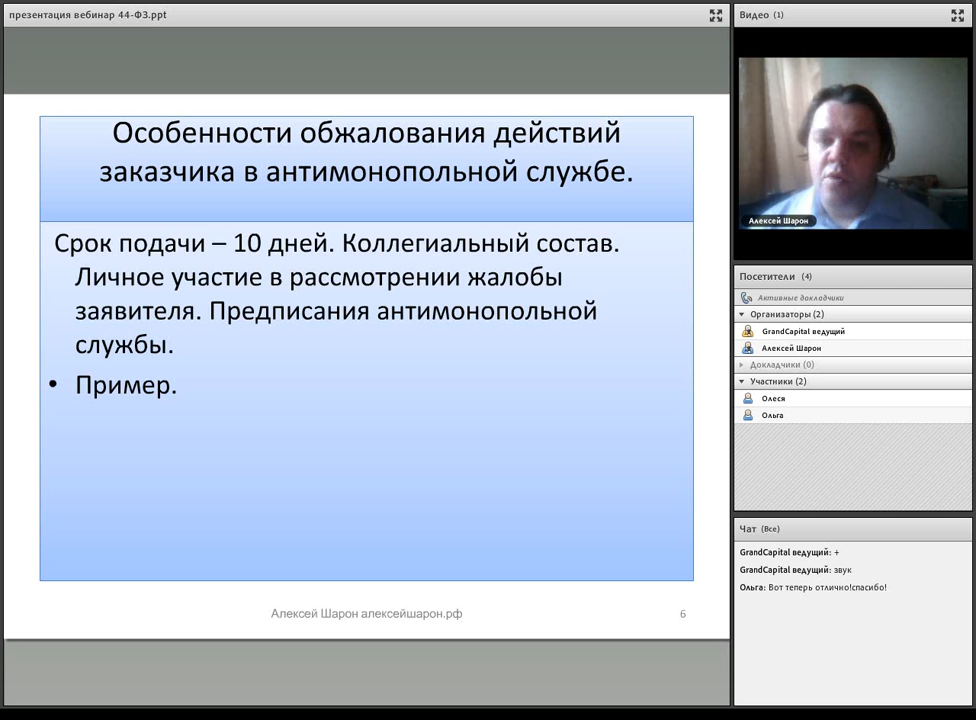 презентация вебинар 44-ФЗ.ppt
Особенности обжалования действий
заказчика в антимонопольной службе.
Срок подачи – 10 дней. Коллегиальный состав.
Личное участие в рассмотрении жалобы
заявителя. Предписания антимонопольной
службы.
• Пример.
Алексей Шарон алексейшарон.рф
6
Видео (1)
Алексей Шарон
Посетители (4)
Активные докладчики
Организаторы (2)
GrandCapital ведущий
Алексей Шарон
Докладчики (0)
Участники (2)
Олеся
Ольга
Чат (Все)
GrandCapital ведущий: +
GrandCapital ведущий: звук
Ольга: Вот теперь отлично!спасибо!